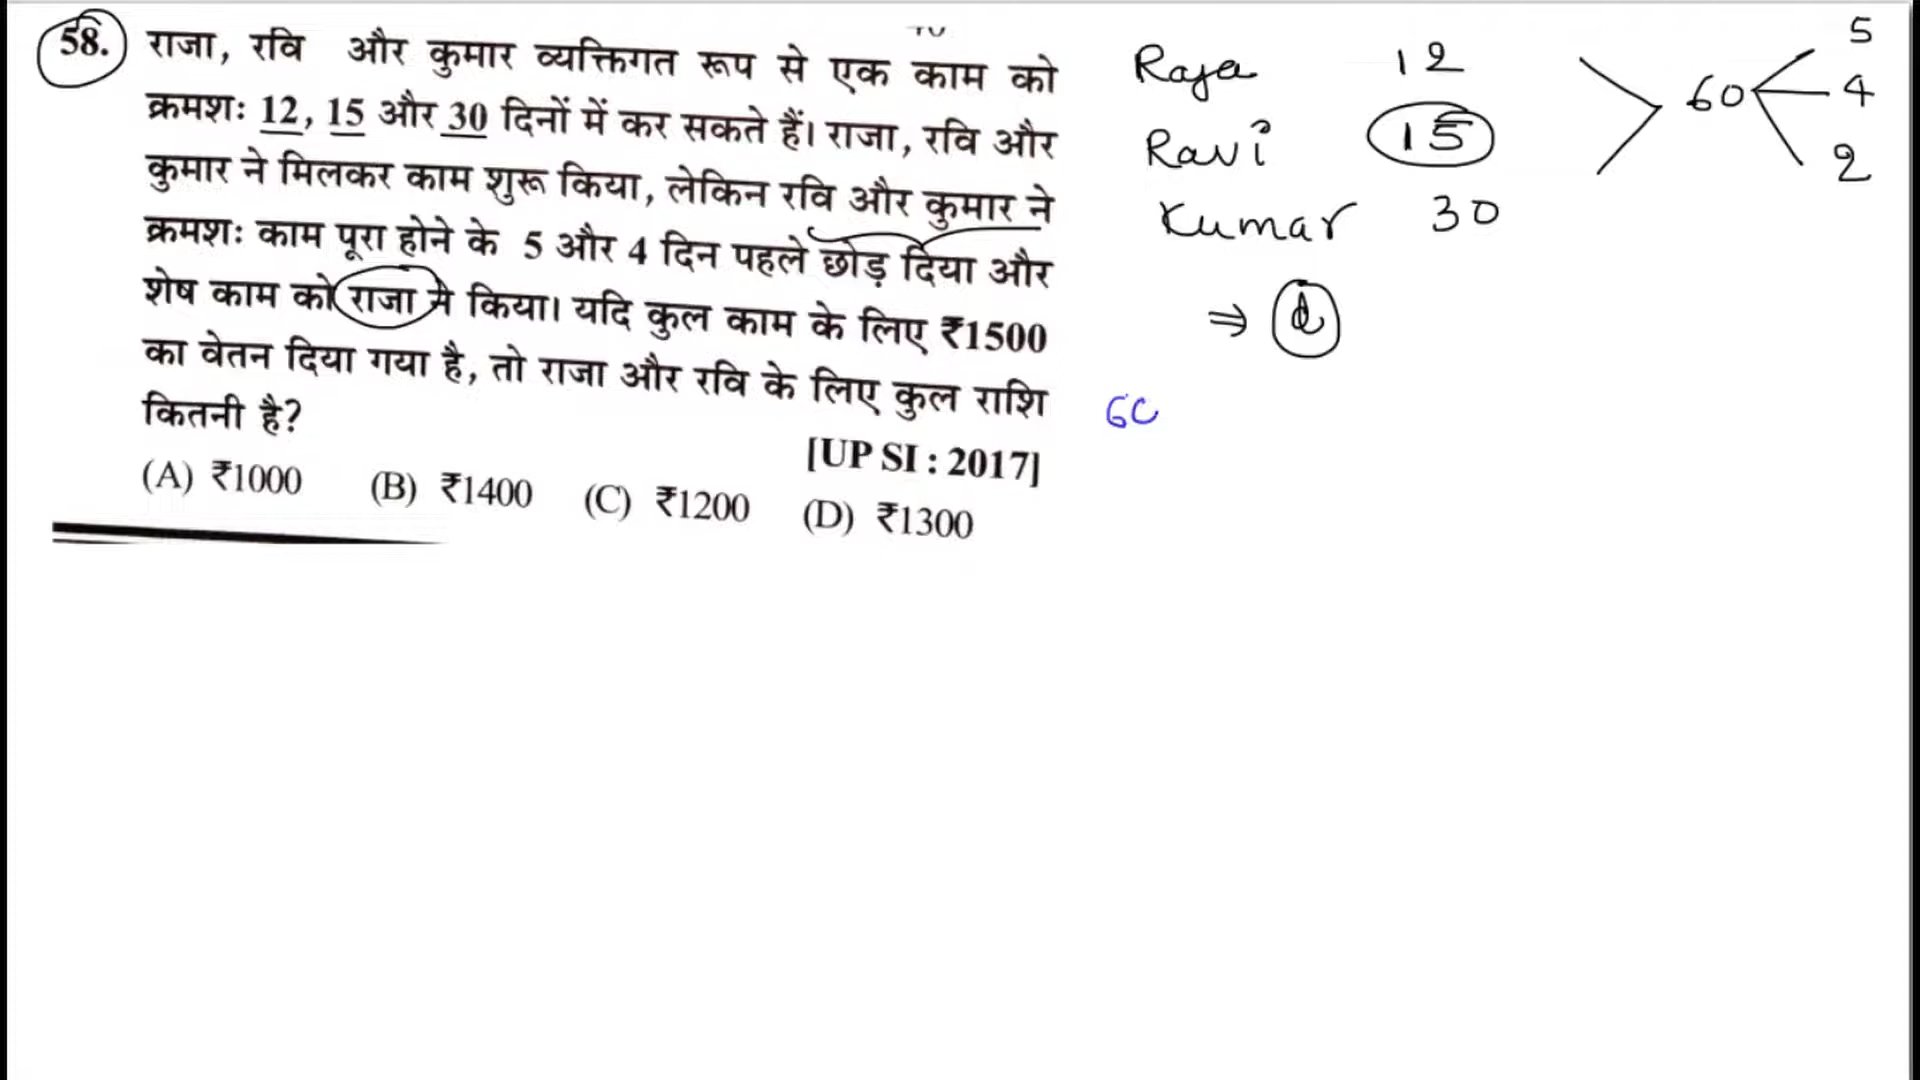 58. राजा, रवि और कुमार व्यक्तिगत रूप से एक काम को
क्रमशः 12, 15 और 30 दिनों में कर सकते हैं। राजा, रवि और
कुमार ने मिलकर काम शुरू किया, लेकिन रवि और कुमार ने
क्रमशः काम पूरा होने के 5 और 4 दिन पहले छोड़ दिया और
शेष काम को राजा ने किया। यदि कुल काम के लिए ₹1500
का वेतन दिया गया है, तो राजा और रवि के लिए कुल राशि
कितनी है?
[UP SI : 2017]
(A) ₹1000 (B) ₹1400 (C) ₹1200 (D) ₹1300
Raja 12
Ravi 15
Kumar 30
60
5
4
2
⇒ d